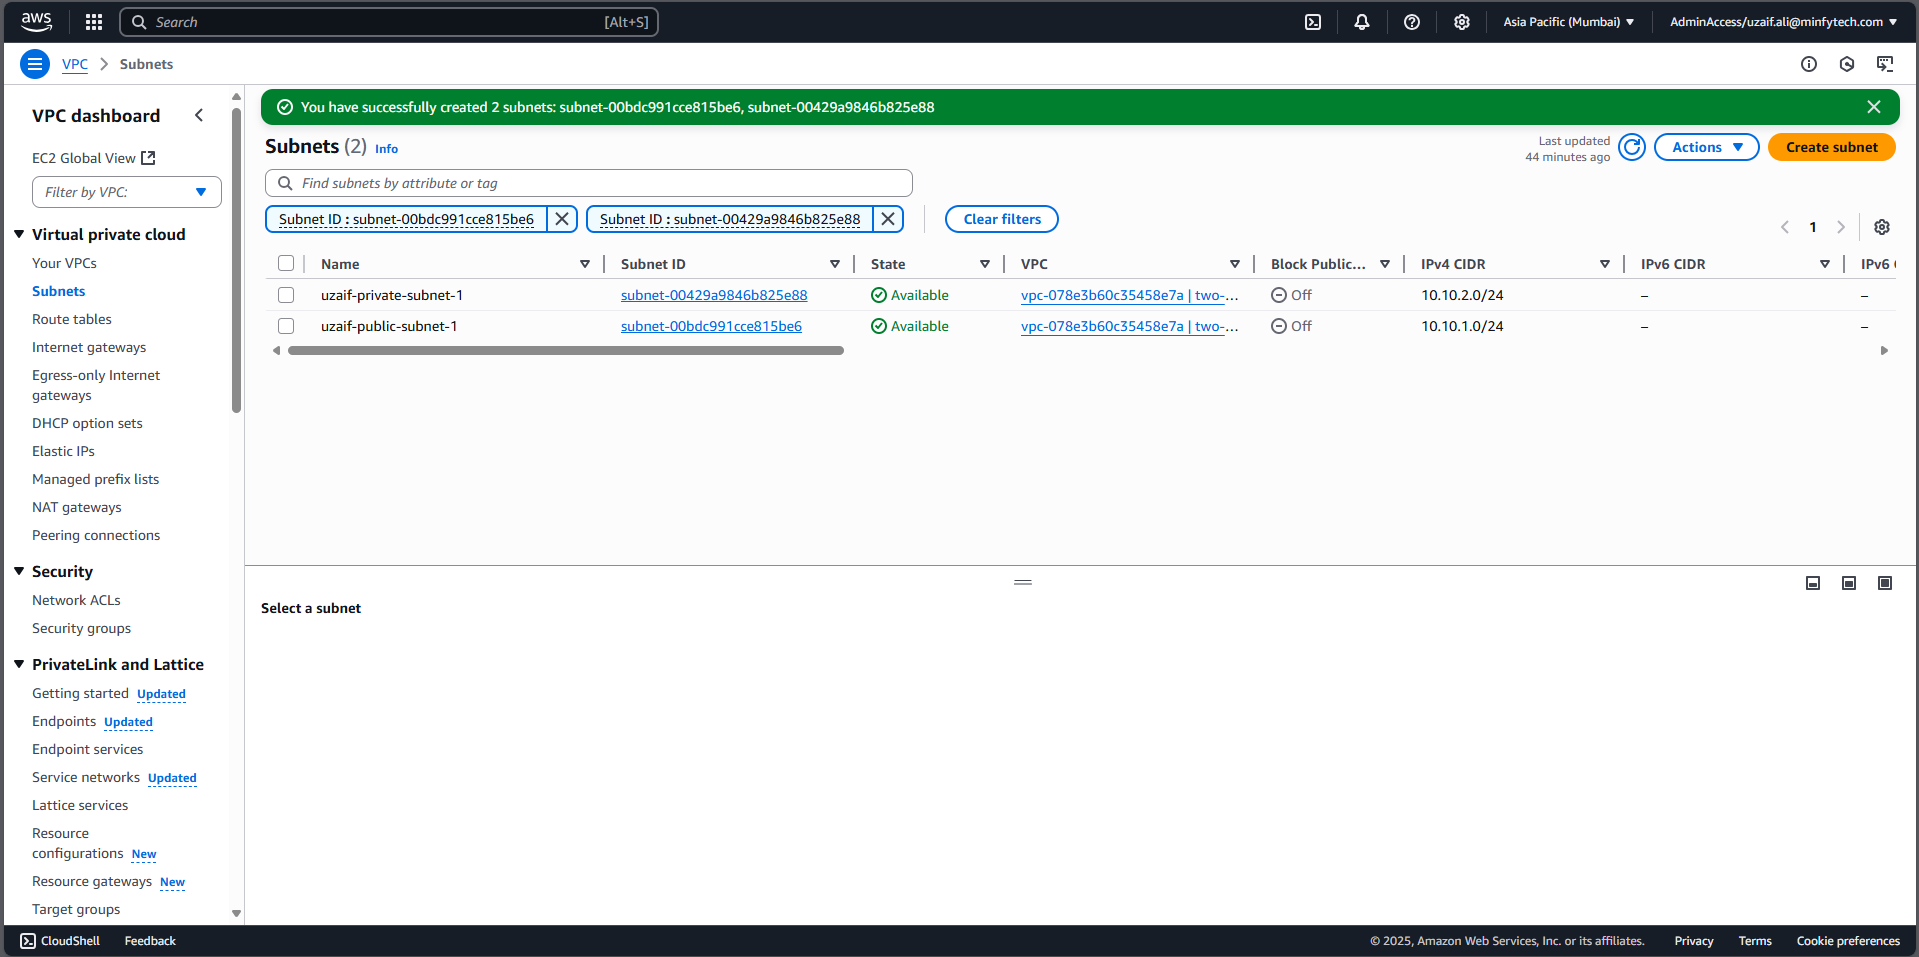 aws
Search [Alt+S]
Asia Pacific (Mumbai)
AdminAccess/uzaif.ali@minfytech.com
VPC
Subnets
VPC dashboard
EC2 Global View
Filter by VPC:
Virtual private cloud
Your VPCs
Subnets
Route tables
Internet gateways
Egress-only Internet
gateways
DHCP option sets
Elastic IPs
Managed prefix lists
NAT gateways
Peering connections
Security
Network ACLs
Security groups
PrivateLink and Lattice
Getting started Updated
Endpoints Updated
Endpoint services
Service networks Updated
Lattice services
Resource
configurations New
Resource gateways New
Target groups
You have successfully created 2 subnets: subnet-00bdc991cce815be6, subnet-00429a9846b825e88
Subnets (2) Info
Last updated
44 minutes ago
Actions
Create subnet
Find subnets by attribute or tag
Subnet ID : subnet-00bdc991cce815be6
Subnet ID : subnet-00429a9846b825e88
Clear filters
1
Name Subnet ID State VPC Block Public... IPv4 CIDR IPv6 CIDR IPv6
uzaif-private-subnet-1 subnet-00429a9846b825e88 Available vpc-078e3b60c35458e7a | two-... Off 10.10.2.0/24 – –
uzaif-public-subnet-1 subnet-00bdc991cce815be6 Available vpc-078e3b60c35458e7a | two-... Off 10.10.1.0/24 – –
Select a subnet
CloudShell Feedback
© 2025, Amazon Web Services, Inc. or its affiliates. Privacy Terms Cookie preferences